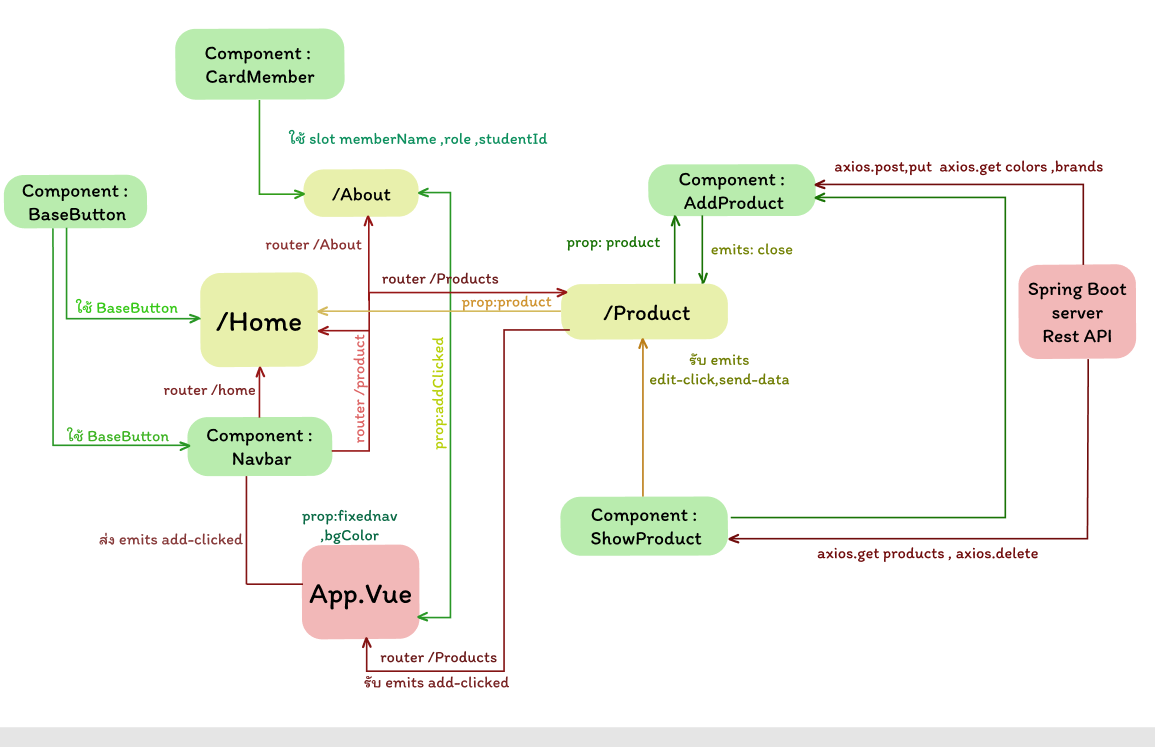 Component :
CardMember
ใช้ slot memberName ,role ,studentId
Component :
BaseButton
/About
Component :
AddProduct
axios.post,put  axios.get colors ,brands
router /About
prop: product
emits: close
router /Products
prop:product
ใช้ BaseButton
/Home
/Product
Spring Boot
server
Rest API
router /product
prop:addClicked
รับ emits
edit-click,send-data
router /home
ใช้ BaseButton
Component :
Navbar
prop:fixednav
,bgColor
Component :
ShowProduct
ส่ง emits add-clicked
axios.get products , axios.delete
App.Vue
router /Products
รับ emits add-clicked